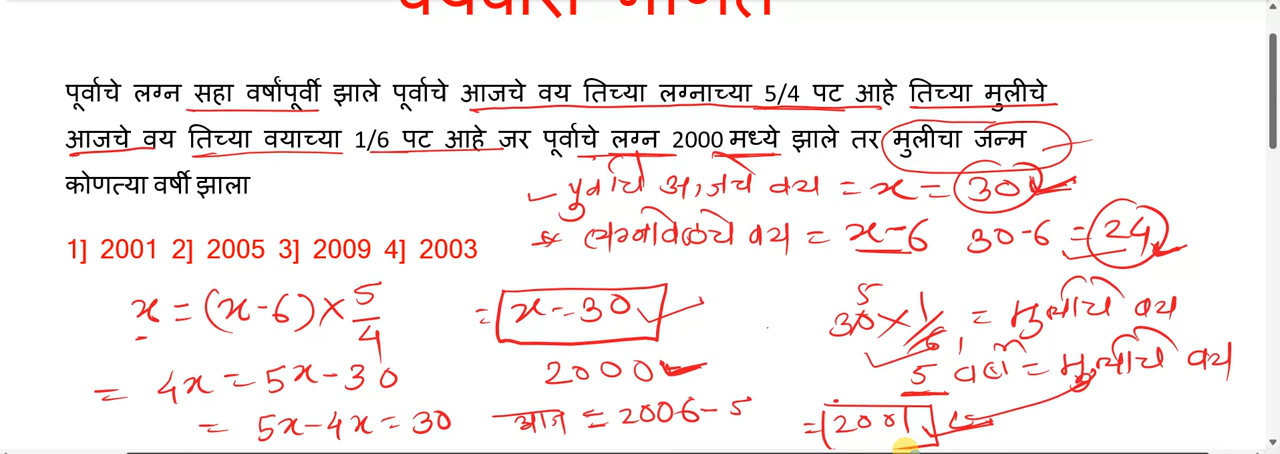 वयवारी गणित
पूर्वाचे लग्न सहा वर्षांपूर्वी झाले पूर्वाचे आजचे वय तिच्या लग्नाच्या 5/4 पट आहे तिच्या मुलीचे
आजचे वय तिच्या वयाच्या 1/6 पट आहे जर पूर्वाचे लग्न 2000 मध्ये झाले तर मुलीचा जन्म
कोणत्या वर्षी झाला
पुर्वाचे आजचे वय = x = 30
* लग्नावेळचे वय = x-6 30-6 = 24
1] 2001 2] 2005 3] 2009 4] 2003
x = (x-6) × 5/4 = x = 30 30 × 1/6 = मुलीचे वय
5 वर्ष = मुलीचे वय
= 4x = 5x - 30 2000
= 5x - 4x = 30 आज = 2006 - 5 = 2001